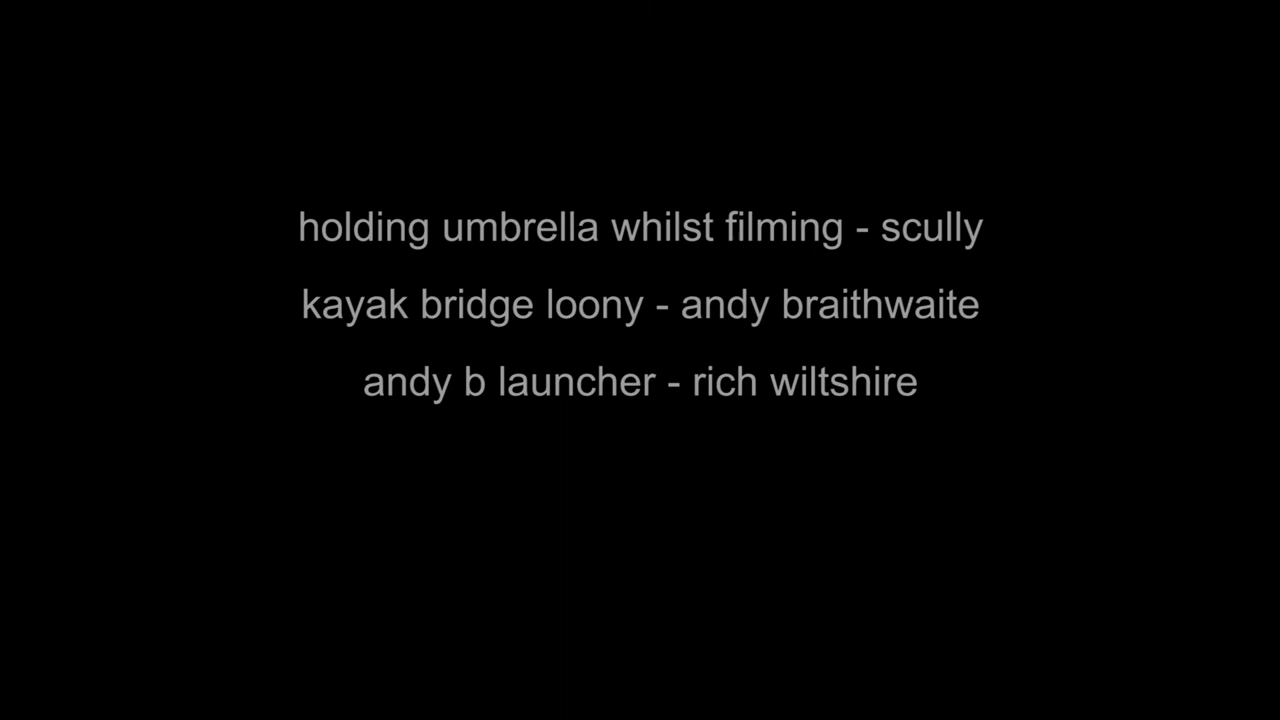 holding umbrella whilst filming - scully
kayak bridge loony - andy braithwaite
andy b launcher - rich wiltshire